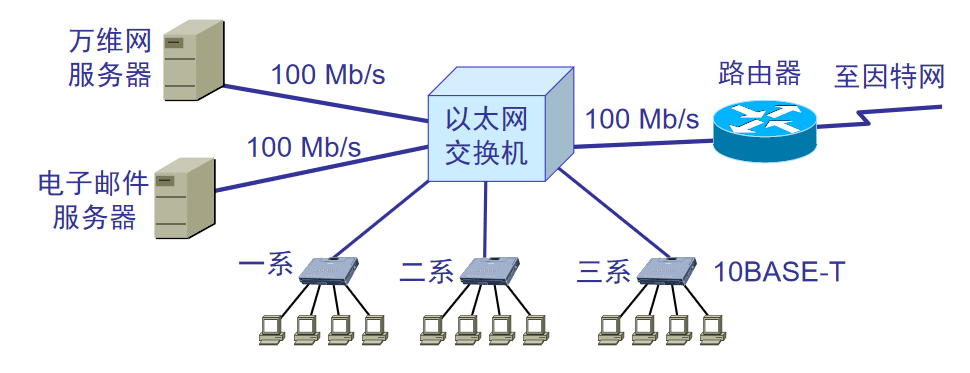 万维网
服务器
100 Mb/s
路由器
至因特网
以太网
交换机
100 Mb/s
100 Mb/s
电子邮件
服务器
一系
二系
三系
10BASE-T